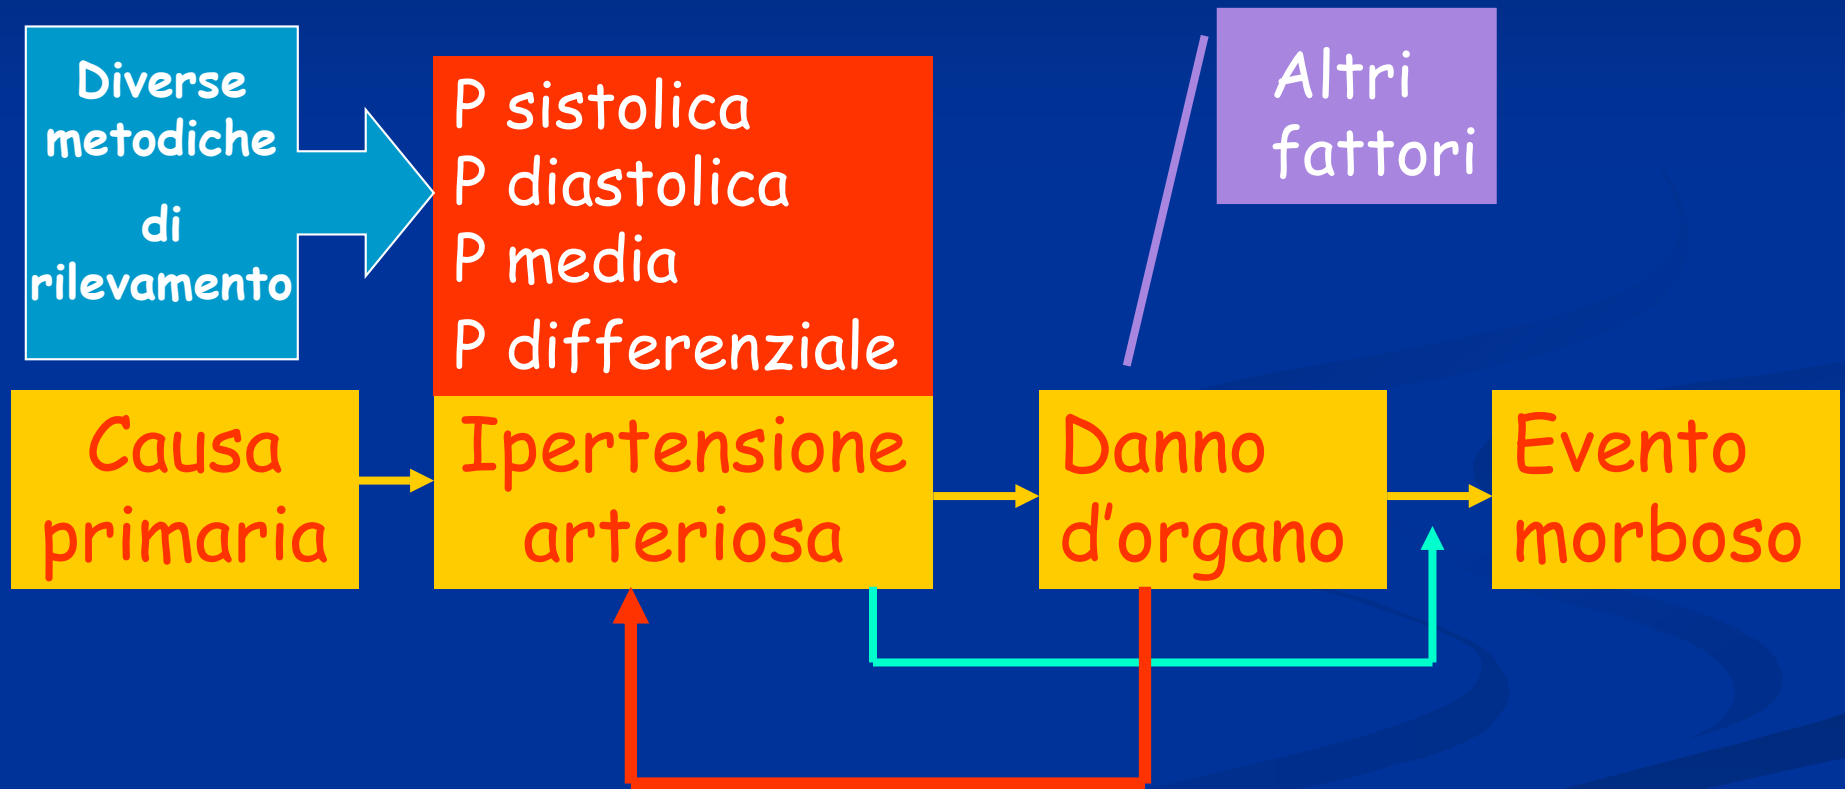 Diverse
metodiche
di
rilevamento
P sistolica
P diastolica
P media
P differenziale
Altri
fattori
Causa
primaria
Ipertensione
arteriosa
Danno
d’organo
Evento
morboso